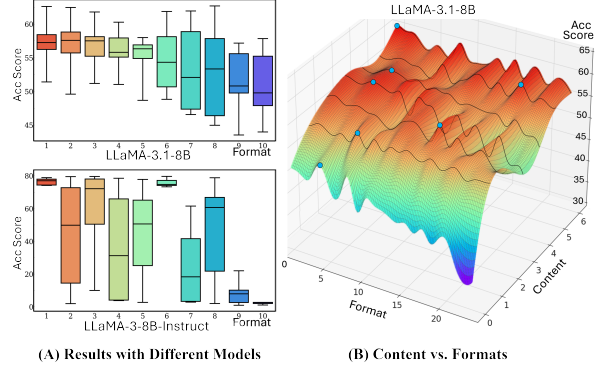 Acc Score
60
55
50
45
1 2 3 4 5 6 7 8 9 10
Format
LLaMA-3.1-8B
Acc Score
80
60
40
20
0
1 2 3 4 5 6 7 8 9 10
Format
LLaMA-3-8B-Instruct
(A) Results with Different Models
LLaMA-3.1-8B
Acc
Score
65
60
55
50
45
40
35
30
0 5 10 15 20
Format
0 1 2 3 4 5 6
Content
(B) Content vs. Formats